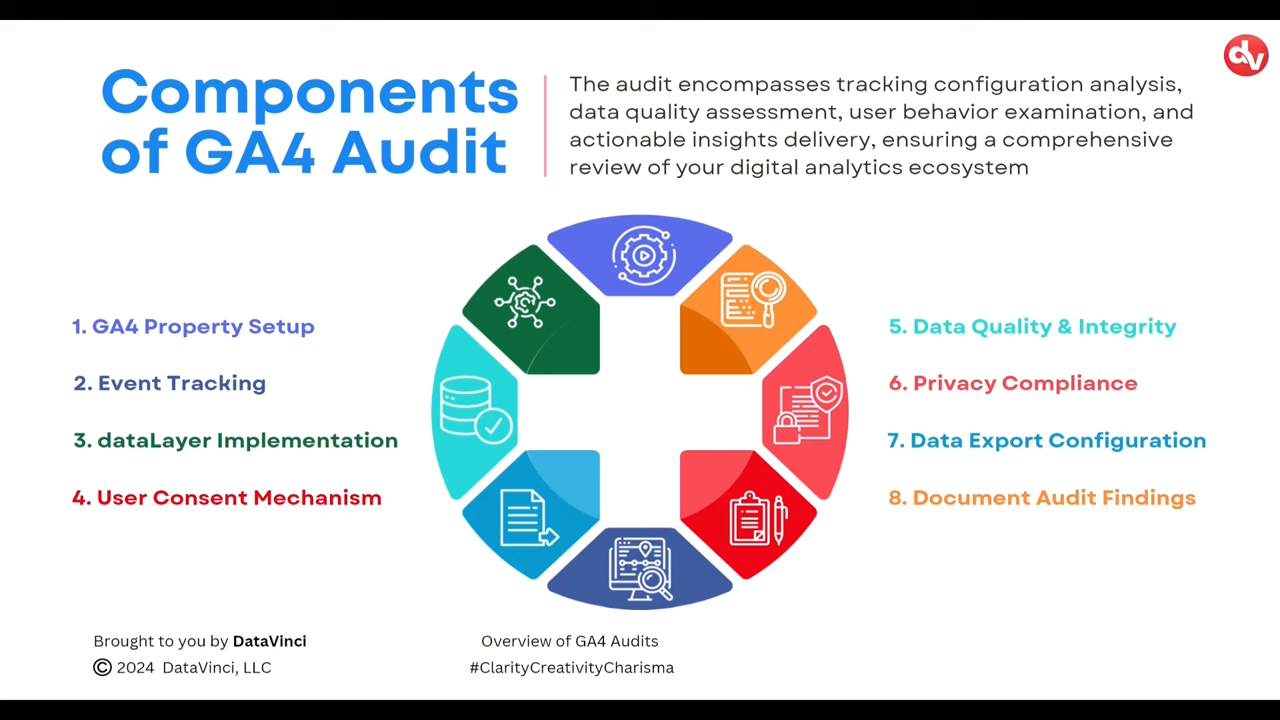 Components
of GA4 Audit
The audit encompasses tracking configuration analysis,
data quality assessment, user behavior examination, and
actionable insights delivery, ensuring a comprehensive
review of your digital analytics ecosystem
dv
1. GA4 Property Setup
2. Event Tracking
3. dataLayer Implementation
4. User Consent Mechanism
5. Data Quality & Integrity
6. Privacy Compliance
7. Data Export Configuration
8. Document Audit Findings
Brought to you by DataVinci
© 2024 DataVinci, LLC
Overview of GA4 Audits
#ClarityCreativityCharisma